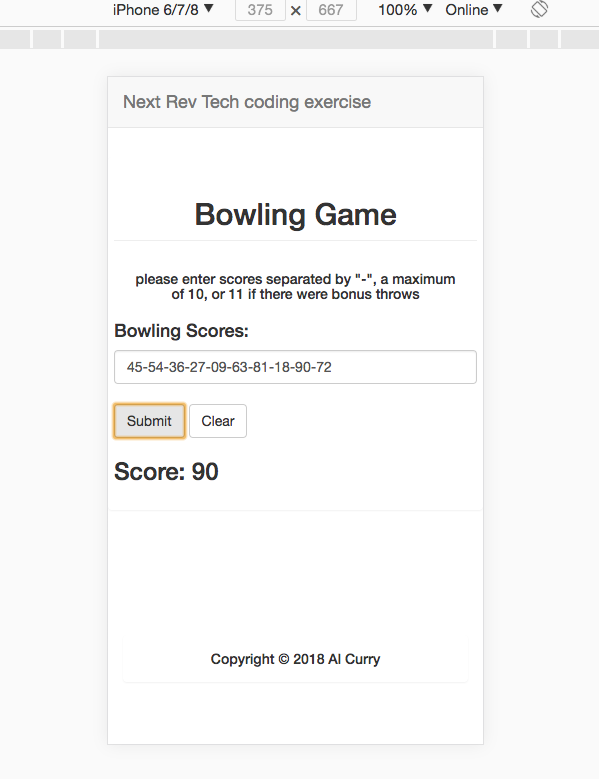 iPhone 6/7/8 ▼ 375 × 667 100% ▼ Online ▼
Next Rev Tech coding exercise
Bowling Game
please enter scores separated by "-", a maximum
of 10, or 11 if there were bonus throws
Bowling Scores:
45-54-36-27-09-63-81-18-90-72
Submit Clear
Score: 90
Copyright © 2018 Al Curry